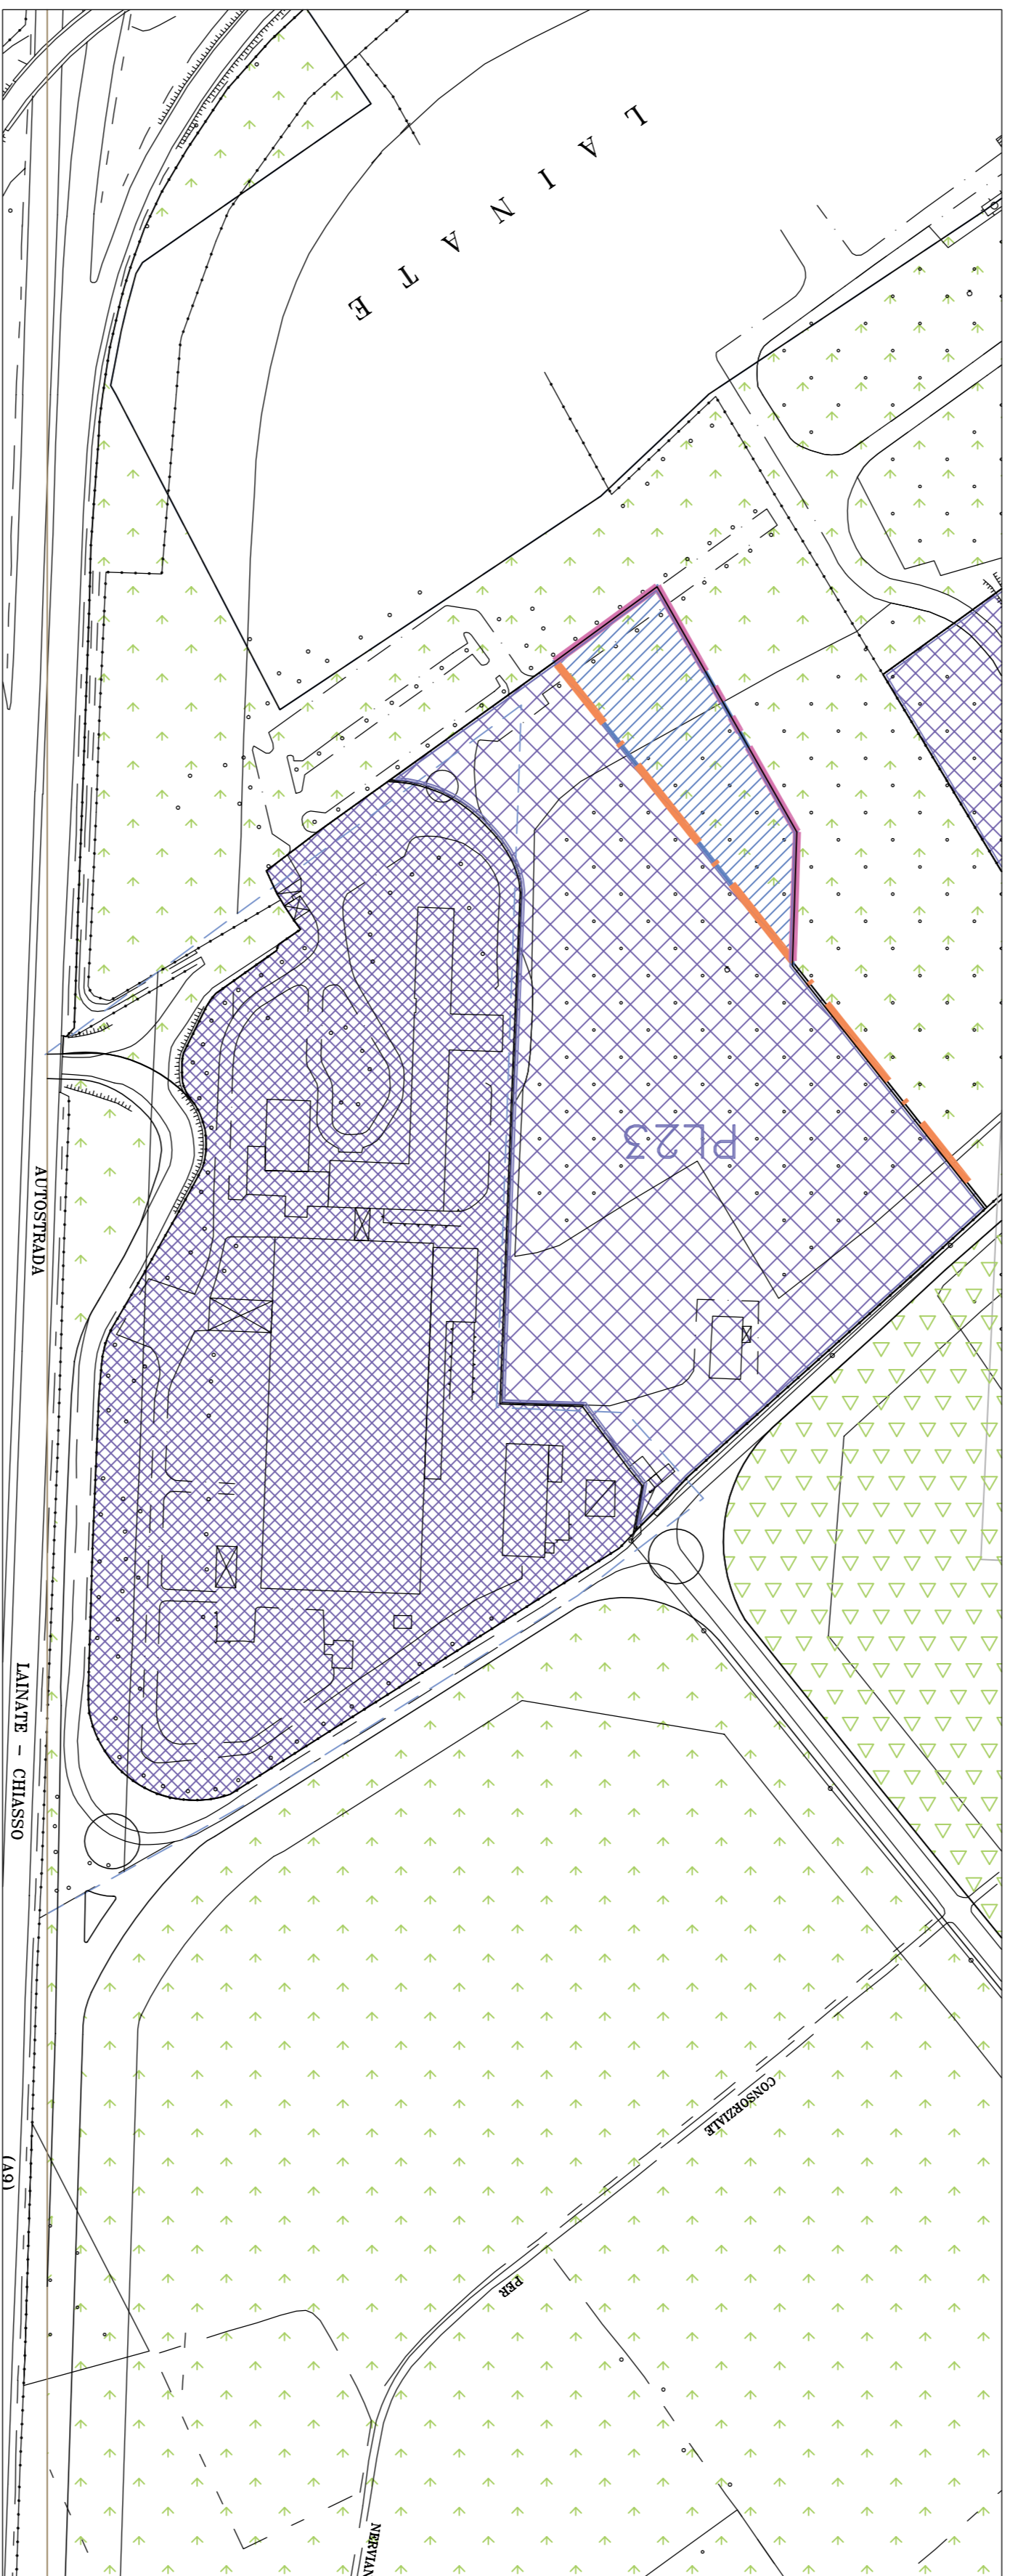 LAINATE
PL23
AUTOSTRADA
LAINATE - CHIASSO
(A9)
CONSORZIALE
PER
NERVIAN